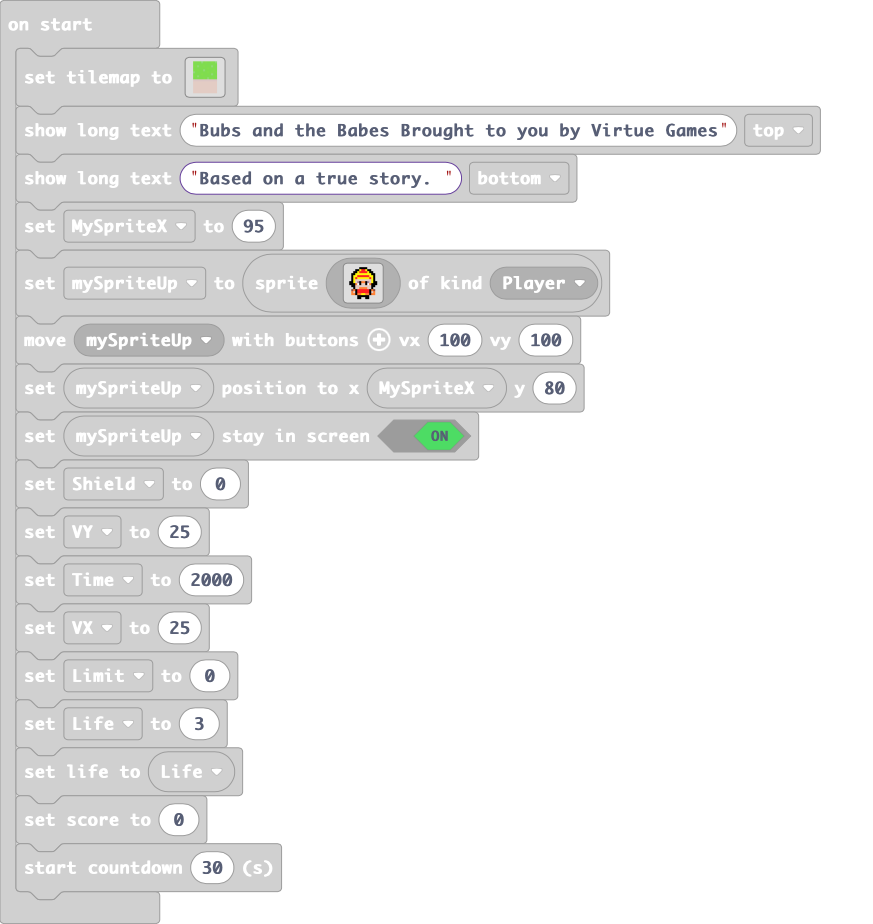 on start
set tilemap to
show long text "Bubs and the Babes Brought to you by Virtue Games" top
show long text "Based on a true story. " bottom
set MySpriteX to 95
set mySpriteUp to sprite of kind Player
move mySpriteUp with buttons + vx 100 vy 100
set mySpriteUp position to x MySpriteX y 80
set mySpriteUp stay in screen ON
set Shield to 0
set VY to 25
set Time to 2000
set VX to 25
set Limit to 0
set Life to 3
set life to Life
set score to 0
start countdown 30 (s)